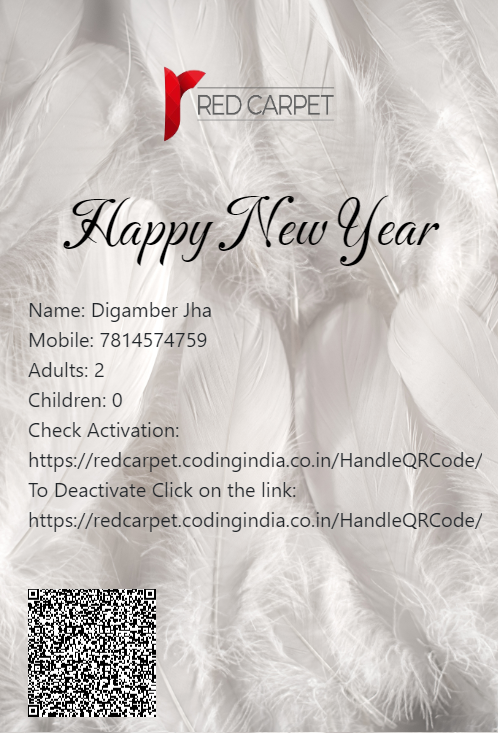 RED CARPET
Happy New Year
Name: Digamber Jha
Mobile: 7814574759
Adults: 2
Children: 0
Check Activation:
https://redcarpet.codingindia.co.in/HandleQRCode/
To Deactivate Click on the link:
https://redcarpet.codingindia.co.in/HandleQRCode/